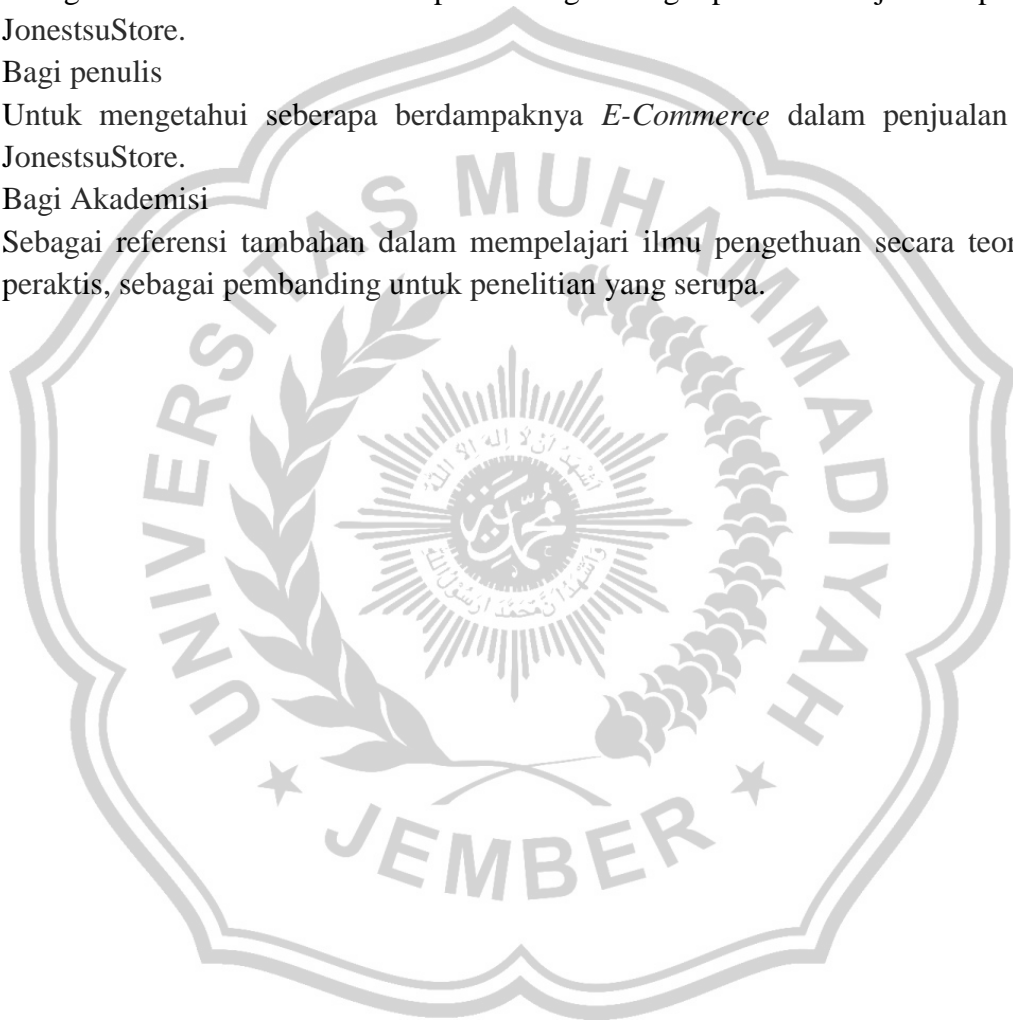 JonestsuStore.
Bagi penulis
Untuk mengetahui seberapa berdampaknya E-Commerce dalam penjualan
JonestsuStore.
Bagi Akademisi
Sebagai referensi tambahan dalam mempelajari ilmu pengethuan secara teor
peraktis, sebagai pembanding untuk penelitian yang serupa.
UNIVERSITAS MUHAMMADIYAH
JEMBER